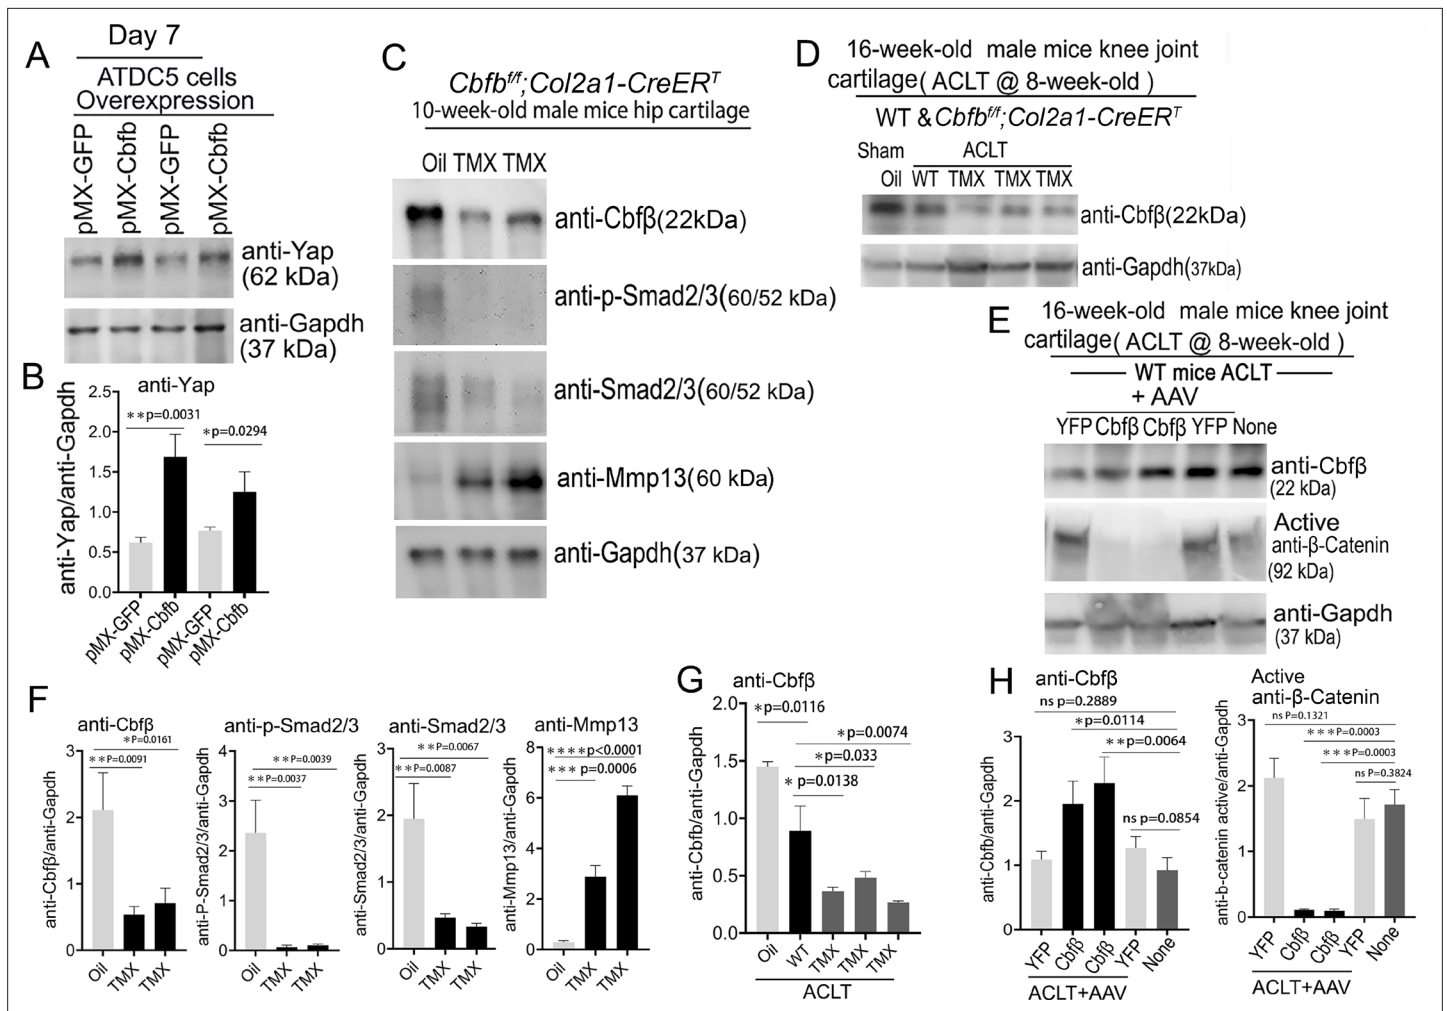 A
Day 7
ATDC5 cells
Overexpression
pMX-GFP
pMX-Cbfb
pMX-GFP
pMX-Cbfb
anti-Yap
(62 kDa)
anti-Gapdh
(37 kDa)
B
anti-Yap
anti-Yap/anti-Gapdh
2.5
2.0
1.5
1.0
0.5
0.0
**p=0.0031
*p=0.0294
pMX-GFP
pMX-Cbfb
pMX-GFP
pMX-Cbfb
C
Cbfb^f/f;Col2a1-CreER^T
10-week-old male mice hip cartilage
Oil TMX TMX
anti-Cbfβ(22kDa)
anti-p-Smad2/3(60/52 kDa)
anti-Smad2/3(60/52 kDa)
anti-Mmp13(60 kDa)
anti-Gapdh(37 kDa)
D
16-week-old male mice knee joint
cartilage( ACLT @ 8-week-old )
WT &Cbfb^f/f;Col2a1-CreER^T
Sham ACLT
Oil WT TMX TMX TMX
anti-Cbfβ(22kDa)
anti-Gapdh(37kDa)
E
16-week-old male mice knee joint
cartilage( ACLT @ 8-week-old )
WT mice ACLT
+ AAV
YFP Cbfβ Cbfβ YFP None
anti-Cbfβ
(22 kDa)
Active
anti-β-Catenin
(92 kDa)
anti-Gapdh
(37 kDa)
F
anti-Cbfβ
anti-Cbfβ/anti-Gapdh
3
2
1
0
*P=0.0161
**P=0.0091
Oil
TMX
TMX
anti-p-Smad2/3
anti-P-Smad2/3/anti-Gapdh
4
3
2
1
0
**P=0.0039
**P=0.0037
Oil
TMX
TMX
anti-Smad2/3
anti-Smad2/3/anti-Gapdh
3
2
1
0
**P=0.0067
**P=0.0087
Oil
TMX
TMX
anti-Mmp13
anti-Mmp13/anti-Gapdh
8
6
4
2
0
****p<0.0001
*** p=0.0006
Oil
TMX
TMX
G
anti-Cbfβ
anti-Cbfb/anti-Gapdh
2.0
1.5
1.0
0.5
0.0
*p=0.0116
*p=0.0074
*p=0.033
* p=0.0138
Oil
WT
TMX
TMX
TMX
ACLT
H
anti-Cbfβ
anti-Cbfb/anti-Gapdh
3
2
1
0
ns p=0.2889
*p=0.0114
**p=0.0064
ns p=0.0854
YFP
Cbfβ
Cbfβ
YFP
None
ACLT+AAV
Active
anti-β-Catenin
anti-b-catenin active/anti-Gapdh
3
2
1
0
ns P=0.1321
***P=0.0003
***P=0.0003
ns P=0.3824
YFP
Cbfβ
Cbfβ
YFP
None
ACLT+AAV